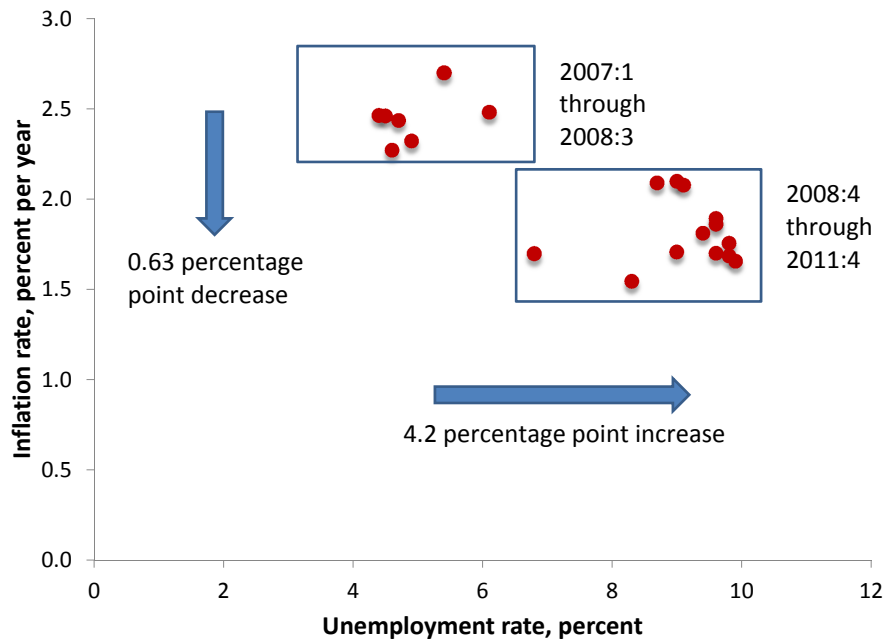 3.0
2.5
2.0
1.5
1.0
0.5
0.0
Inflation rate, percent per year
2007:1
through
2008:3
2008:4
through
2011:4
0.63 percentage
point decrease
4.2 percentage point increase
0
2
4
6
8
10
12
Unemployment rate, percent